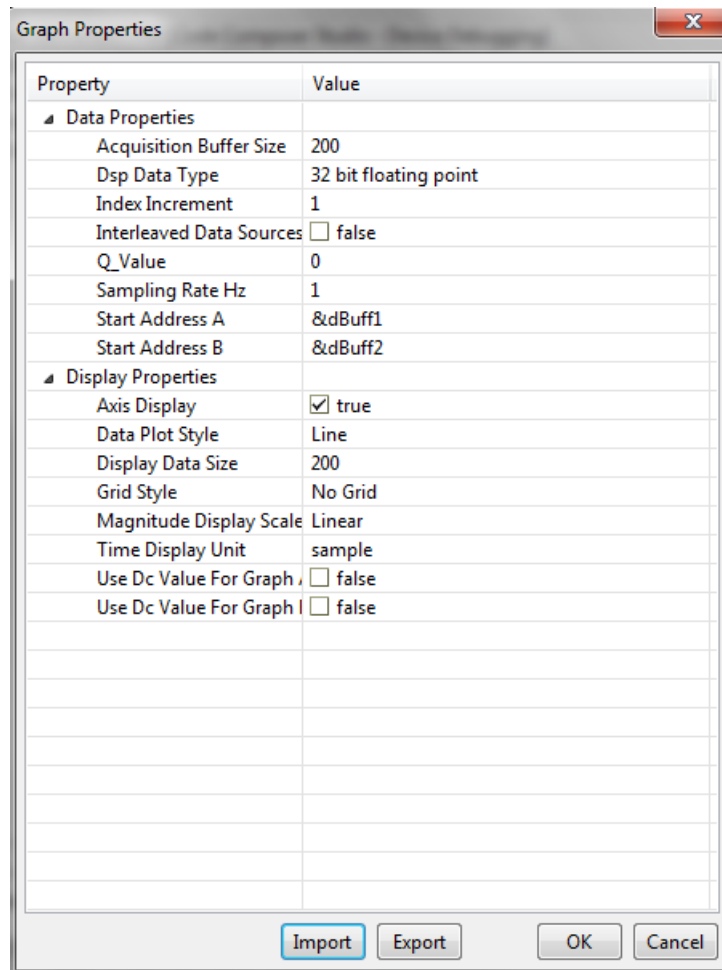 Graph Properties
Property Value
Data Properties
Acquisition Buffer Size 200
Dsp Data Type 32 bit floating point
Index Increment 1
Interleaved Data Sources false
Q_Value 0
Sampling Rate Hz 1
Start Address A &dBuff1
Start Address B &dBuff2
Display Properties
Axis Display true
Data Plot Style Line
Display Data Size 200
Grid Style No Grid
Magnitude Display Scale Linear
Time Display Unit sample
Use Dc Value For Graph false
Use Dc Value For Graph false
Import Export OK Cancel